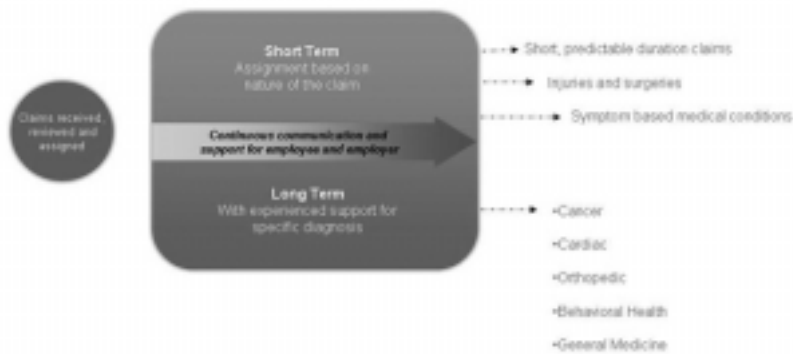 Claims received,
reviewed and
assigned
Short Term
Assignment based on
nature of the claim
Continuous communication and
support for employee and employer
Long Term
With experienced support for
specific diagnosis
Short, predictable duration claims
Injuries and surgeries
Symptom based medical conditions
•Cancer
•Cardiac
•Orthopedic
•Behavioral Health
•General Medicine